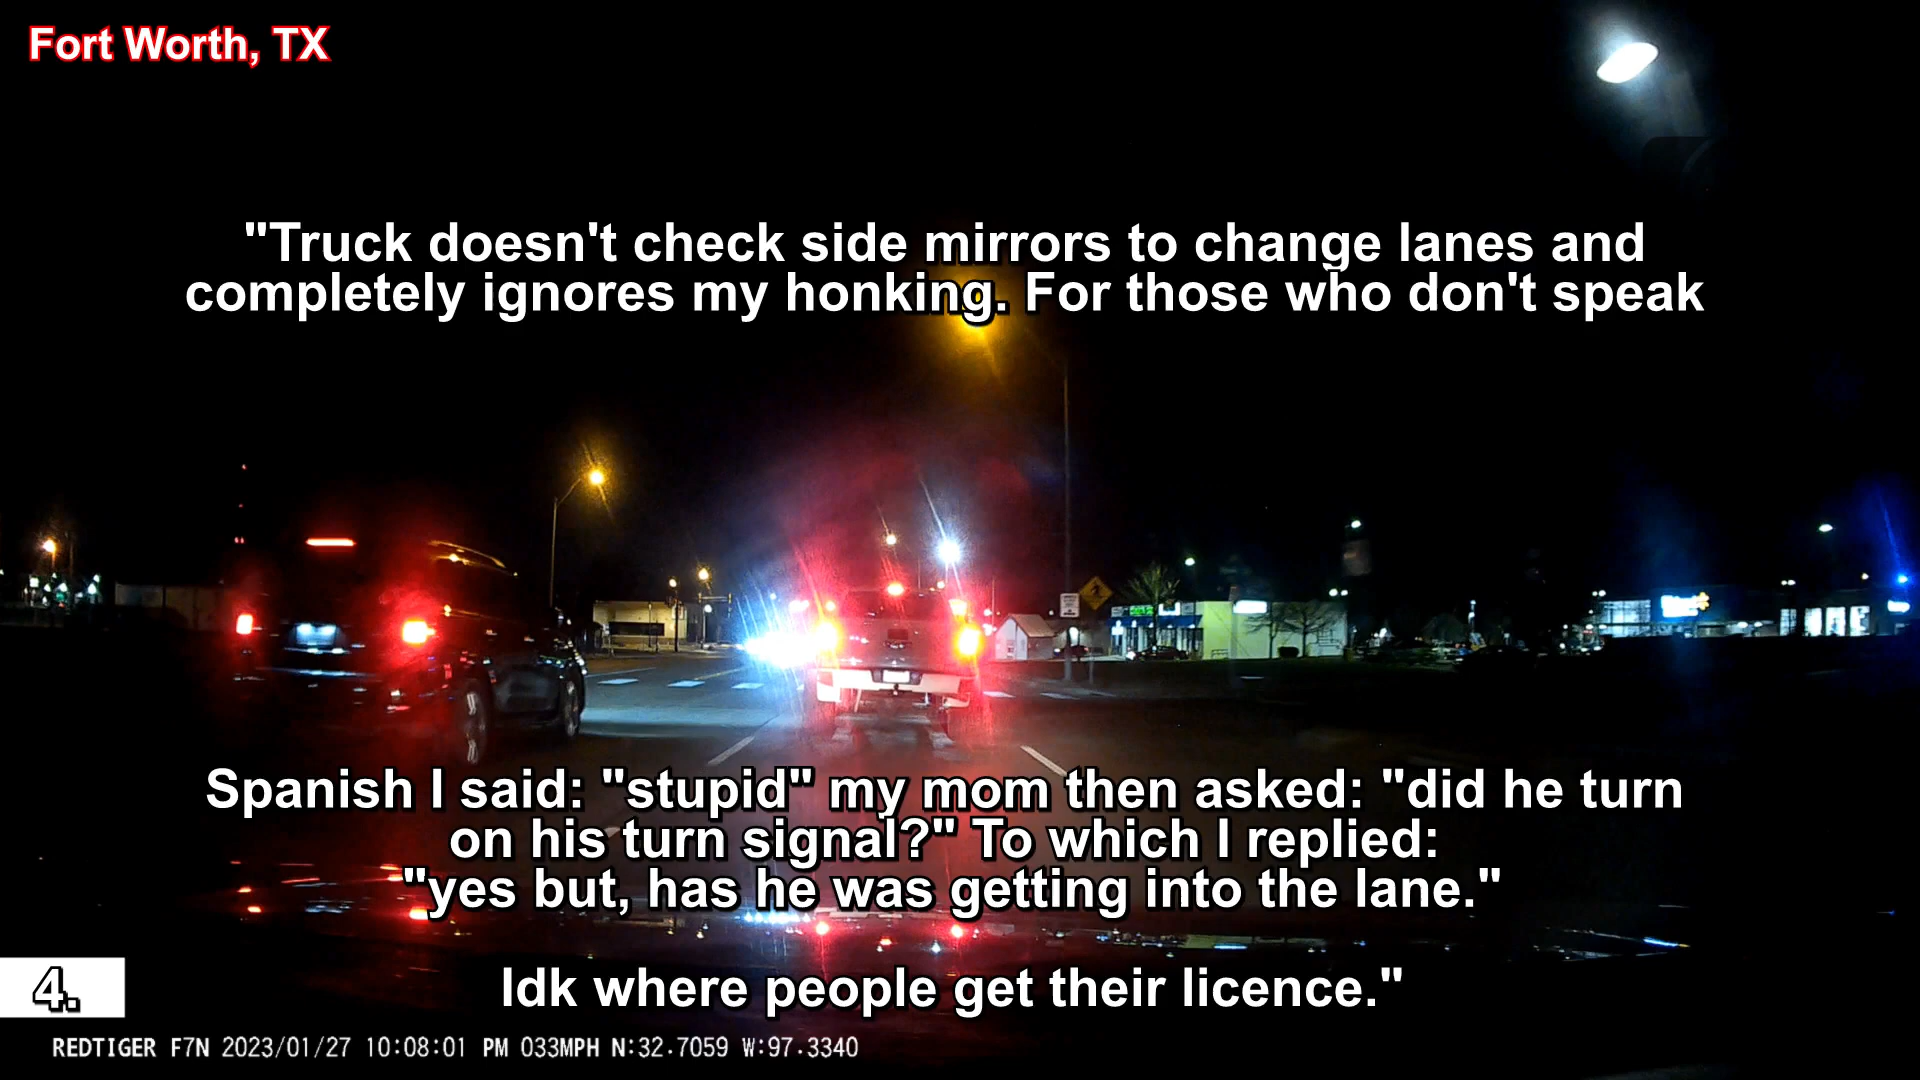 Fort Worth, TX
"Truck doesn't check side mirrors to change lanes and
completely ignores my honking. For those who don't speak
Spanish I said: "stupid" my mom then asked: "did he turn
on his turn signal?" To which I replied:
"yes but, has he was getting into the lane."
Idk where people get their licence."
4.
REDTIGER F7N 2023/01/27 10:08:01 PM 033MPH N:32.7059 W:97.3340